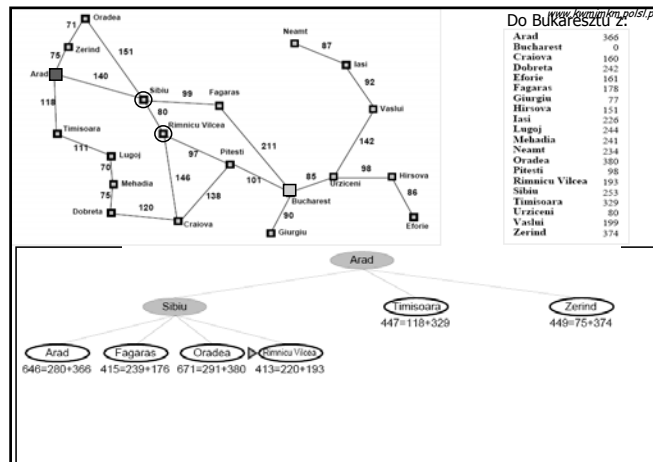 www.kwmimkm.polsl.pl
Do Bukaresztu z:
Oradea
71
Zerind
75
151
Arad
140
Sibiu
99
Fagaras
118
80
Rimnicu Vilcea
Timisoara
111
Lugoj
70
Mehadia
75
Dobreta
120
Craiova
146
97
Pitesti
138
101
211
Bucharest
90
Giurgiu
85
Urziceni
98
Hirsova
86
Eforie
142
Vaslui
92
Iasi
87
Neamt
Arad 366
Bucharest 0
Craiova 160
Dobreta 242
Eforie 161
Fagaras 178
Giurgiu 77
Hirsova 151
Iasi 226
Lugoj 244
Mehadia 241
Neamt 234
Oradea 380
Pitesti 98
Rimnicu Vilcea 193
Sibiu 253
Timisoara 329
Urziceni 80
Vaslui 199
Zerind 374
Arad
Sibiu
Timisoara
Zerind
447=118+329
449=75+374
Arad
Fagaras
Oradea
Rimnicu Vilcea
646=280+366
415=239+176
671=291+380
413=220+193